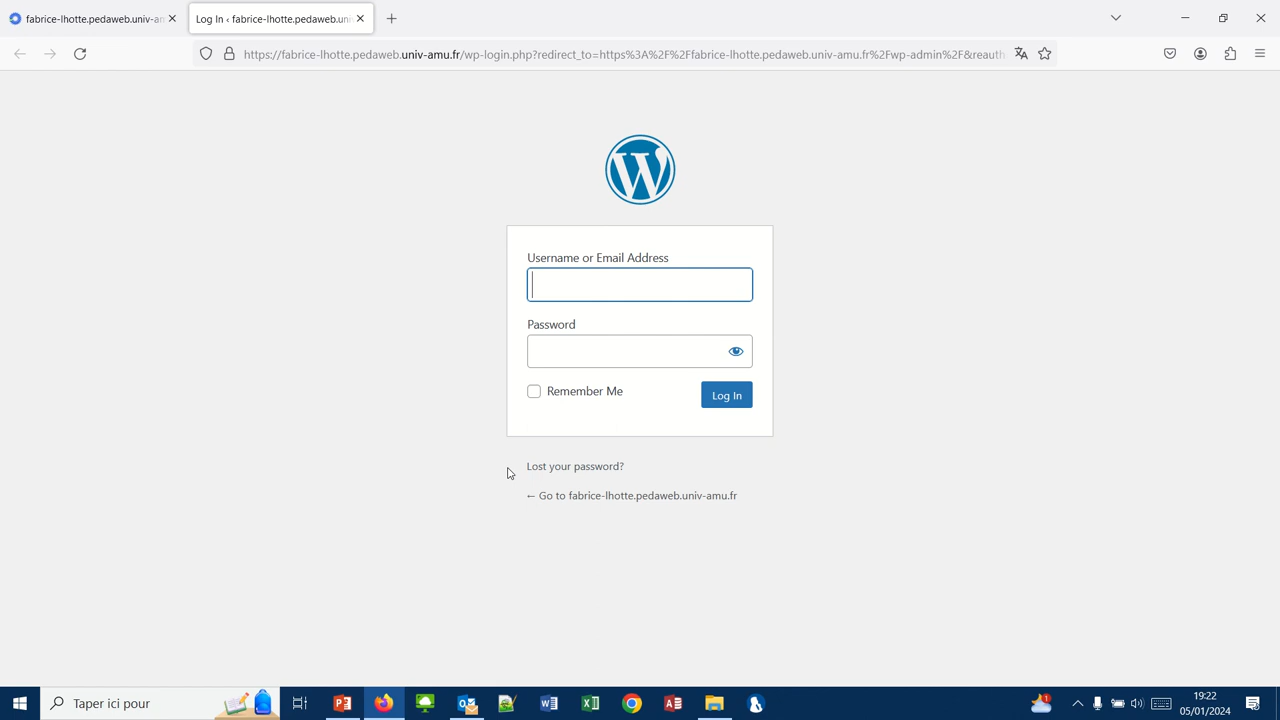 fabrice-lhotte.pedaweb.univ-am
Log In ‹ fabrice-lhotte.pedaweb.uni
https://fabrice-lhotte.pedaweb.univ-amu.fr/wp-login.php?redirect_to=https%3A%2F%2Ffabrice-lhotte.pedaweb.univ-amu.fr%2Fwp-admin%2F&reauth
Username or Email Address
Password
Remember Me
Log In
Lost your password?
← Go to fabrice-lhotte.pedaweb.univ-amu.fr
Taper ici pour
19:22
05/01/2024